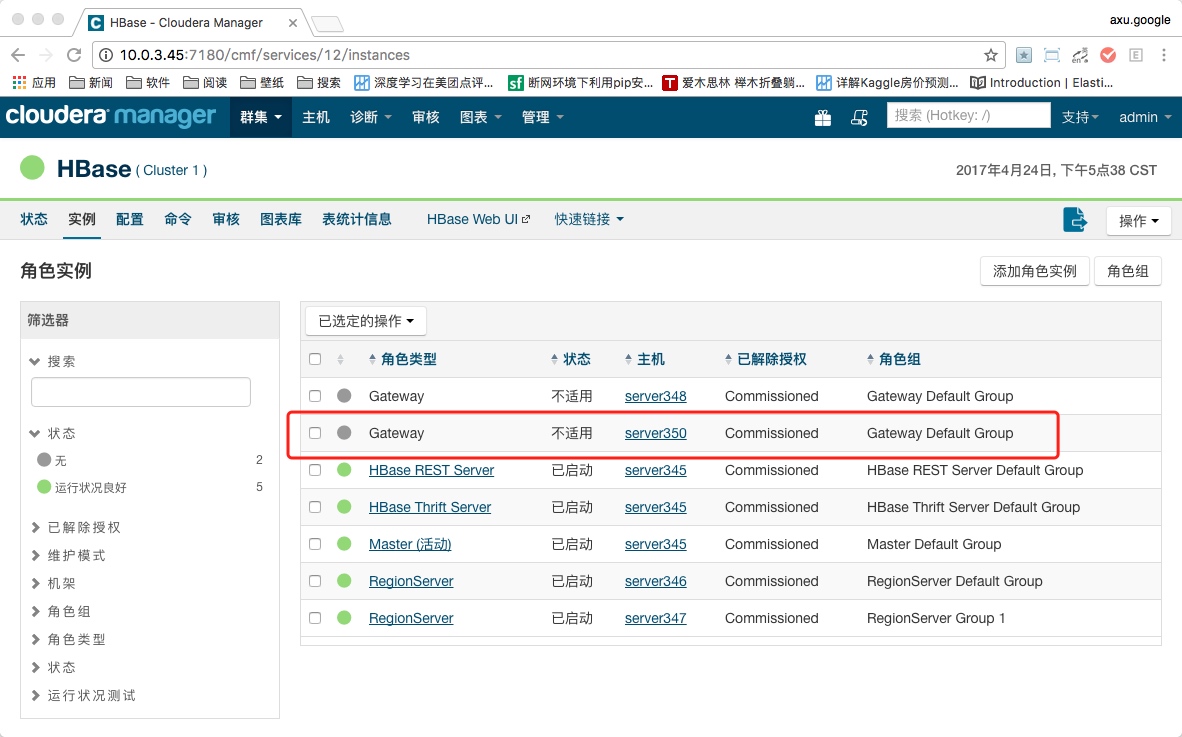 HBase - Cloudera Manager
axu.google
10.0.3.45:7180/cmf/services/12/instances
应用 新闻 软件 阅读 壁纸 搜索 深度学习在美团点评... 断网环境下利用pip安... 爱木思林 榉木折叠躺... 详解Kaggle房价预测... Introduction | Elasti...
cloudera manager 群集 主机 诊断 审核 图表 管理 搜索 (Hotkey: /) 支持 admin
HBase ( Cluster 1 ) 2017年4月24日, 下午5点38 CST
状态 实例 配置 命令 审核 图表库 表统计信息 HBase Web UI 快速链接 操作
角色实例 添加角色实例 角色组
筛选器
搜索
状态
无 2
运行状况良好 5
已解除授权
维护模式
机架
角色组
角色类型
状态
运行状况测试
已选定的操作
角色类型 状态 主机 已解除授权 角色组
Gateway 不适用 server348 Commissioned Gateway Default Group
Gateway 不适用 server350 Commissioned Gateway Default Group
HBase REST Server 已启动 server345 Commissioned HBase REST Server Default Group
HBase Thrift Server 已启动 server345 Commissioned HBase Thrift Server Default Group
Master (活动) 已启动 server345 Commissioned Master Default Group
RegionServer 已启动 server346 Commissioned RegionServer Default Group
RegionServer 已启动 server347 Commissioned RegionServer Group 1